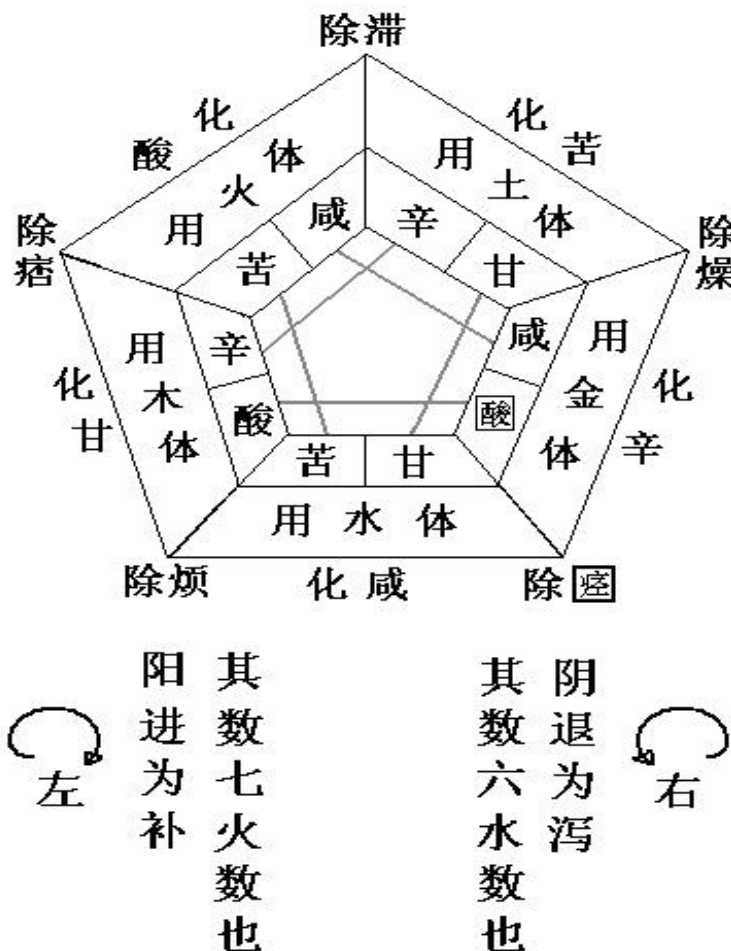 除滞
化酸
化苦
用火体
用土体
咸
辛
苦
甘
除痞
除燥
辛
咸
用木体
用金体
化甘
化辛
酸
酸
苦
甘
用水体
除烦
化咸
除痙
阳进为补
其数七火数也
阴退为泻
其数六水数也
左
右